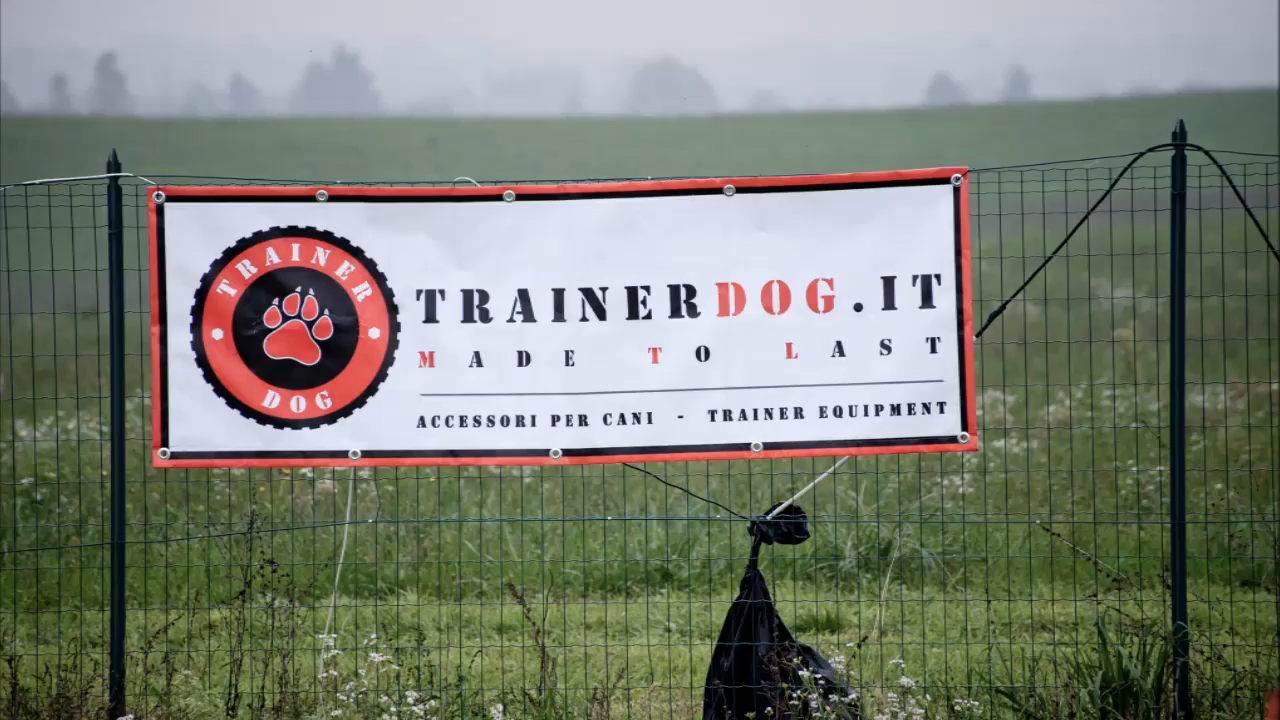 TRAINER
DOG
TRAINERDOG.IT
MADE TO LAST
ACCESSORI PER CANI - TRAINER EQUIPMENT